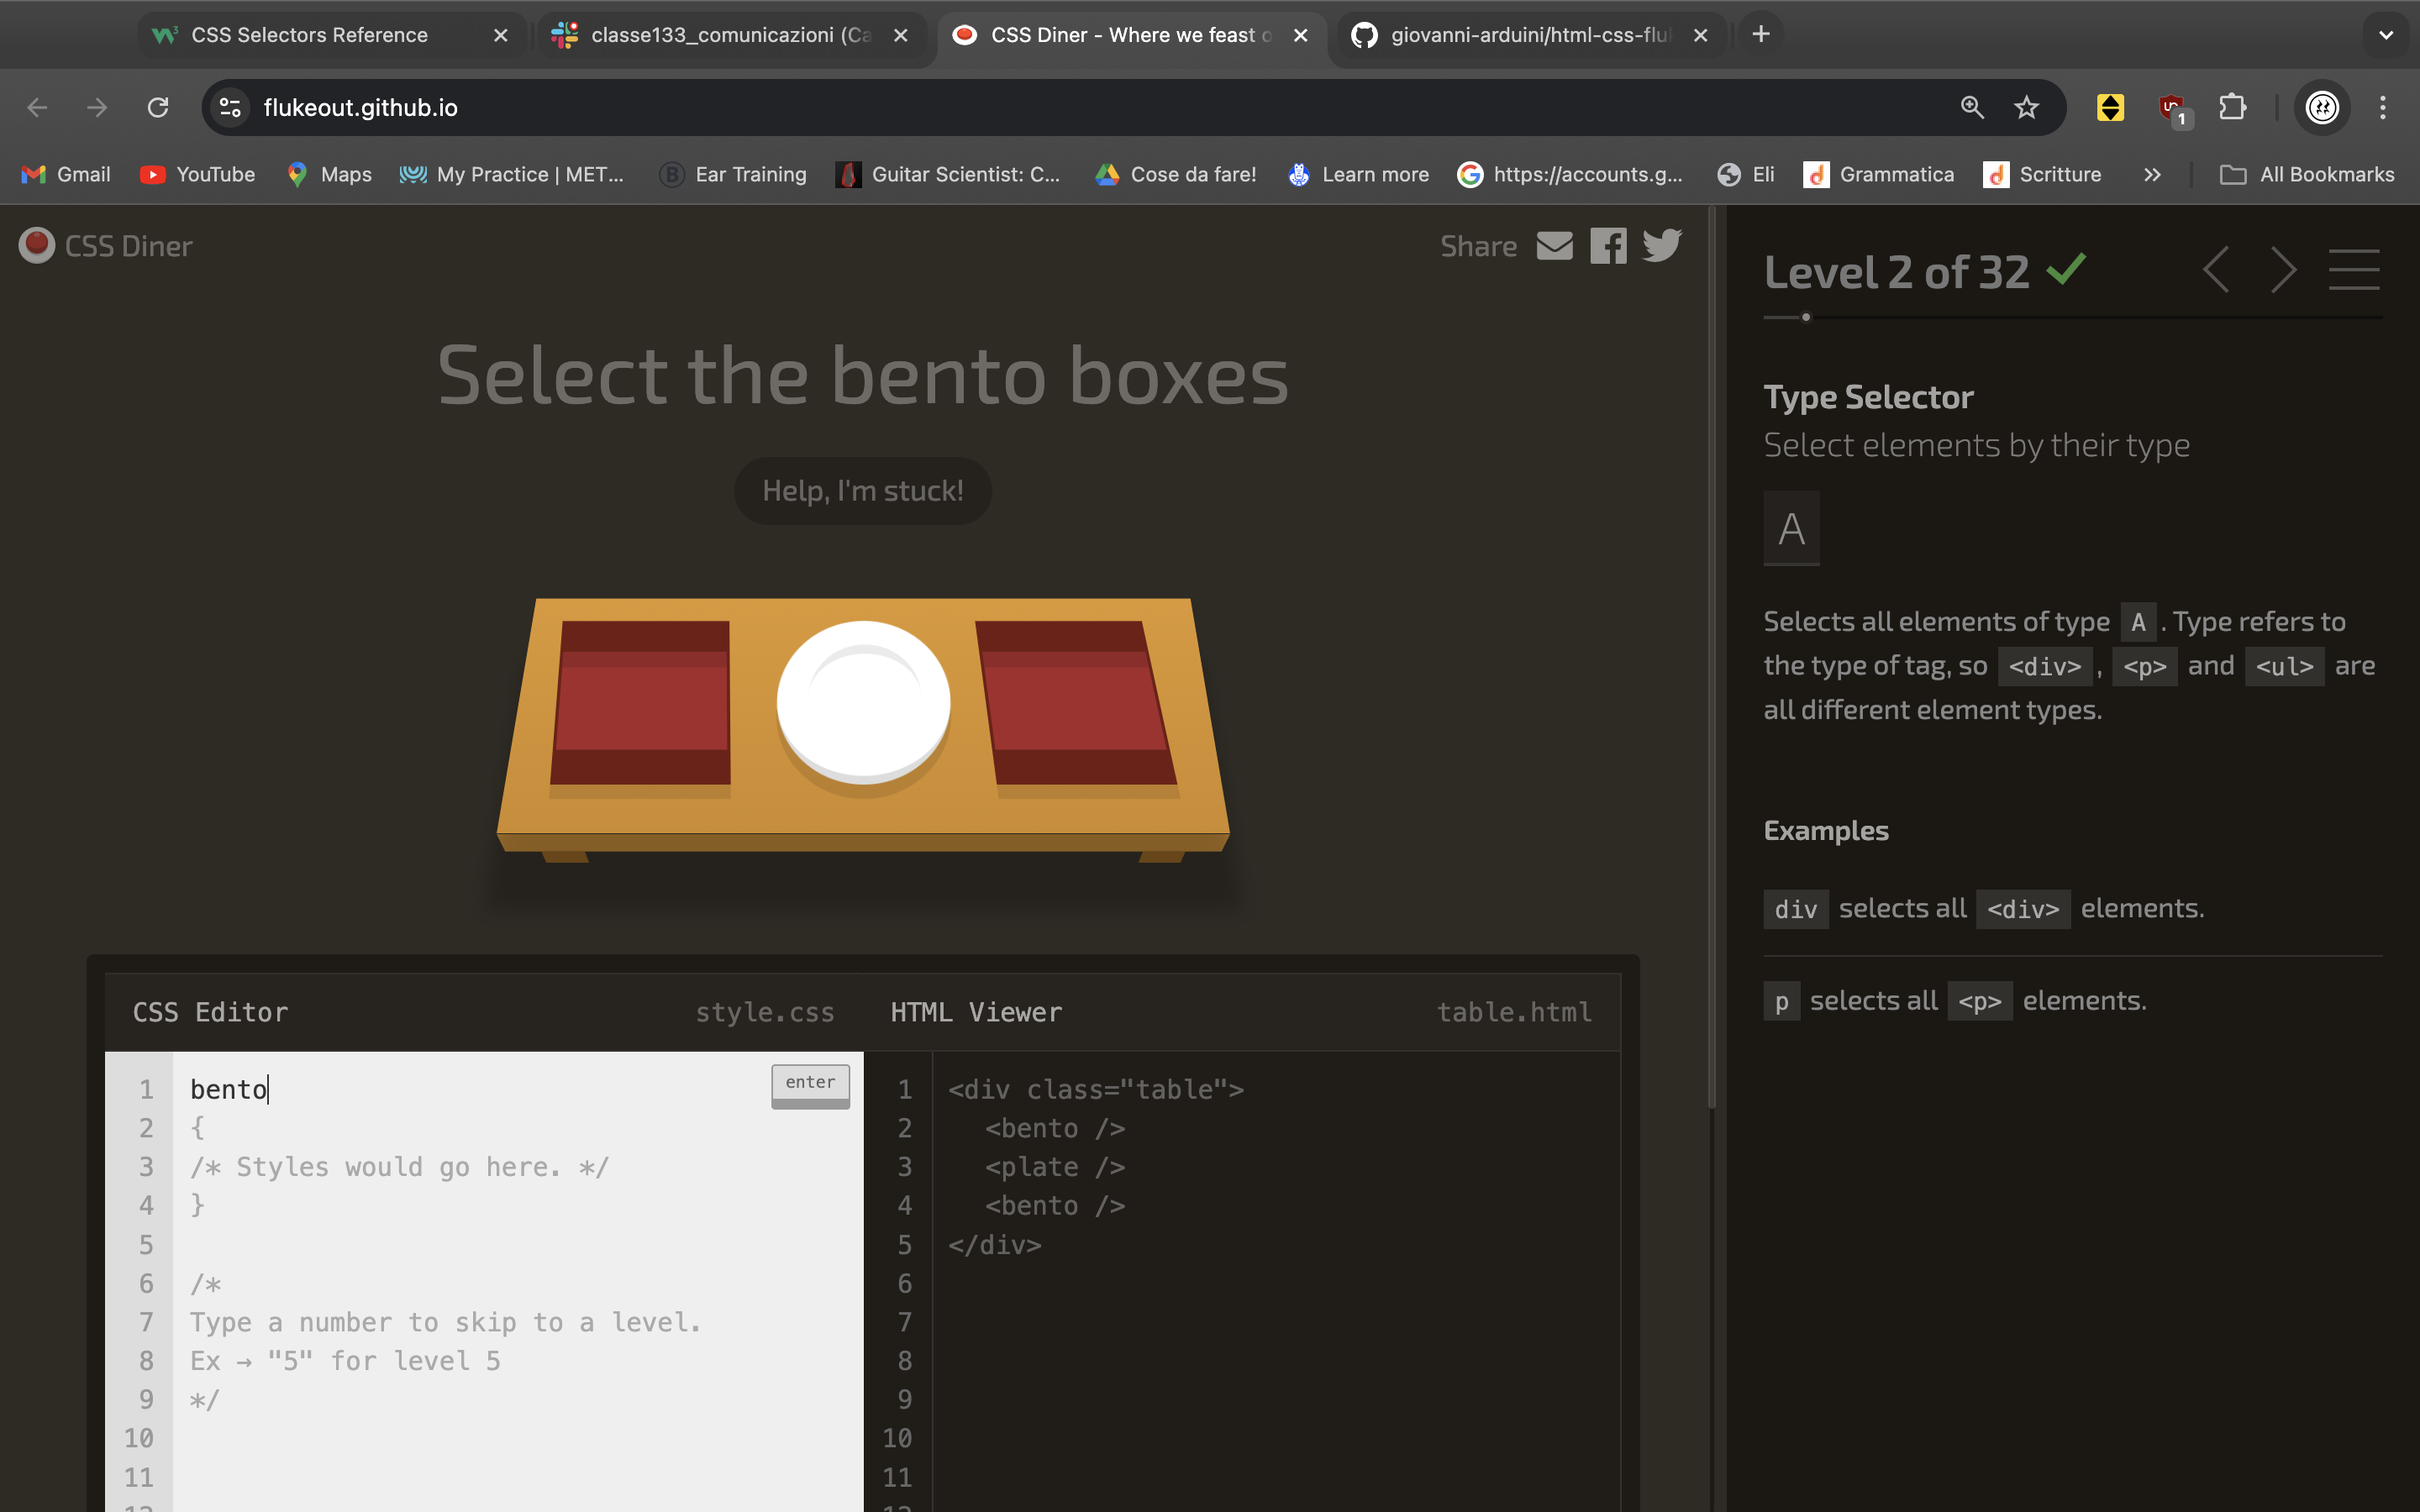 CSS Selectors Reference
classe133_comunicazioni (Ca
CSS Diner - Where we feast o
giovanni-arduini/html-css-flu
flukeout.github.io
1
Gmail
YouTube
Maps
My Practice | MET...
B Ear Training
Guitar Scientist: C...
Cose da fare!
Learn more
https://accounts.g...
Eli
Grammatica
Scritture
All Bookmarks
CSS Diner
Share
Select the bento boxes
Help, I'm stuck!
CSS Editor style.css
1 bento
enter
2 {
3 /* Styles would go here. */
4 }
5
6 /*
7 Type a number to skip to a level.
8 Ex → "5" for level 5
9 */
10
11
HTML Viewer table.html
1 <div class="table">
2 <bento />
3 <plate />
4 <bento />
5 </div>
6
7
8
9
10
11
Level 2 of 32
Type Selector
Select elements by their type
A
Selects all elements of type A . Type refers to
the type of tag, so <div> , <p> and <ul> are
all different element types.
Examples
div selects all <div> elements.
p selects all <p> elements.